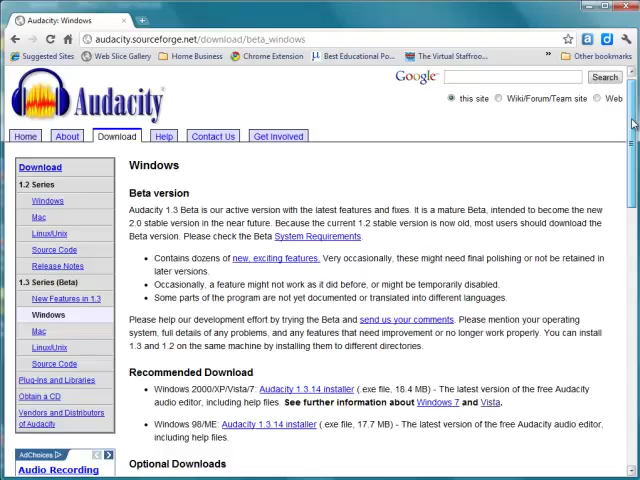 Audacity: Windows
audacity.sourceforge.net/download/beta_windows
Suggested Sites Web Slice Gallery Home Business Chrome Extension Best Educational Po... The Virtual Staffroo... » Other bookmarks
Google Search
this site Wiki/Forum/Team site Web
Audacity
Home About Download Help Contact Us Get Involved
Download
1.2 Series
Windows
Mac
Linux/Unix
Source Code
Release Notes
1.3 Series (Beta)
New Features in 1.3
Windows
Mac
Linux/Unix
Source Code
Plug-Ins and Libraries
Obtain a CD
Vendors and Distributors
of Audacity
AdChoices
Audio Recording
Windows
Beta version
Audacity 1.3 Beta is our active version with the latest features and fixes. It is a mature Beta, intended to become the new
2.0 stable version in the near future. Because the current 1.2 stable version is now old, most users should download the
Beta version. Please check the Beta System Requirements.
• Contains dozens of new, exciting features. Very occasionally, these might need final polishing or not be retained in
later versions.
• Occasionally, a feature might not work as it did before, or might be temporarily disabled.
• Some parts of the program are not yet documented or translated into different languages.
Please help our development effort by trying the Beta and send us your comments. Please mention your operating
system, full details of any problems, and any features that need improvement or no longer work properly. You can install
1.3 and 1.2 on the same machine by installing them to different directories.
Recommended Download
• Windows 2000/XP/Vista/7: Audacity 1.3.14 installer (.exe file, 18.4 MB) - The latest version of the free Audacity
audio editor, including help files. See further information about Windows 7 and Vista.
• Windows 98/ME: Audacity 1.3.14 installer (.exe file, 17.7 MB) - The latest version of the free Audacity audio editor,
including help files.
Optional Downloads